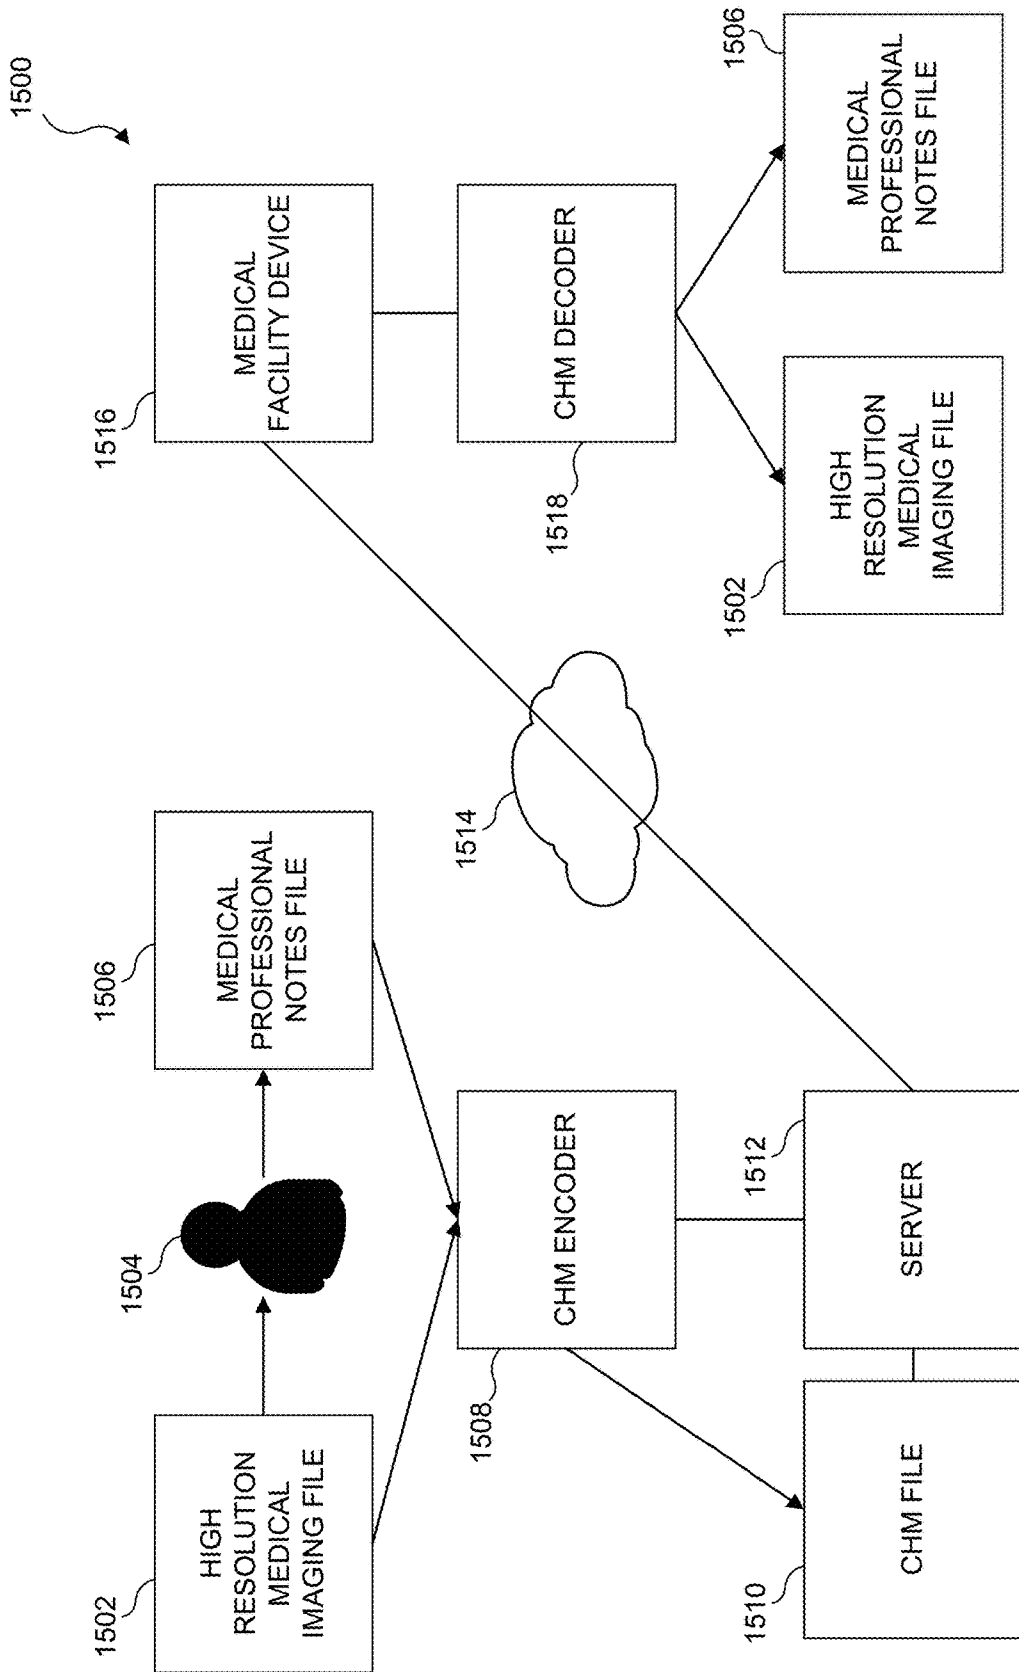 1500
1502
HIGH
RESOLUTION
MEDICAL
IMAGING FILE
1504
1506
MEDICAL
PROFESSIONAL
NOTES FILE
1508
CHM ENCODER
1510
CHM FILE
1512
SERVER
1514
1516
MEDICAL
FACILITY DEVICE
1518
CHM DECODER
1502
HIGH
RESOLUTION
MEDICAL
IMAGING FILE
1506
MEDICAL
PROFESSIONAL
NOTES FILE